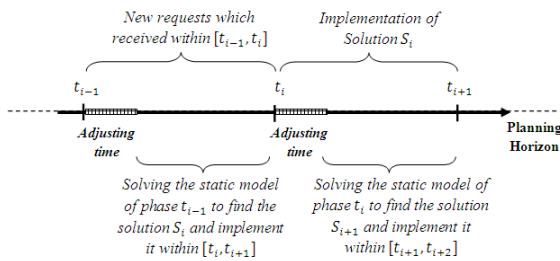 New requests which
received within [t_{i-1}, t_i]
Implementation of
Solution S_i
t_{i-1}
t_i
t_{i+1}
Adjusting
time
Adjusting
time
Planning
Horizon
Solving the static model
of phase t_{i-1} to find the
solution S_i and implement
it within [t_i, t_{i+1}]
Solving the static model of
phase t_i to find the solution
S_{i+1} and implement it
within [t_{i+1}, t_{i+2}]